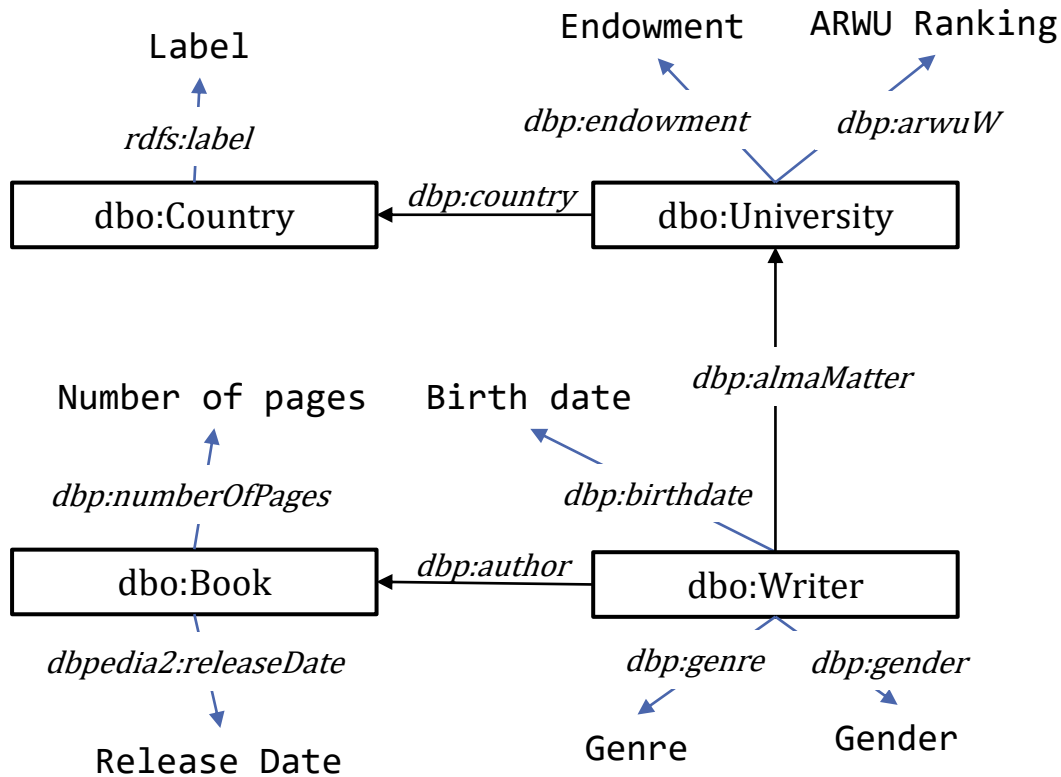 Endowment
ARWU Ranking
Label
dbp:endowment
dbp:arwuW
rdfs:label
dbo:Country
dbp:country
dbo:University
dbp:almaMatter
Number of pages
Birth date
dbp:numberOfPages
dbp:birthdate
dbo:Book
dbp:author
dbo:Writer
dbpedia2:releaseDate
dbp:genre
dbp:gender
Release Date
Genre
Gender